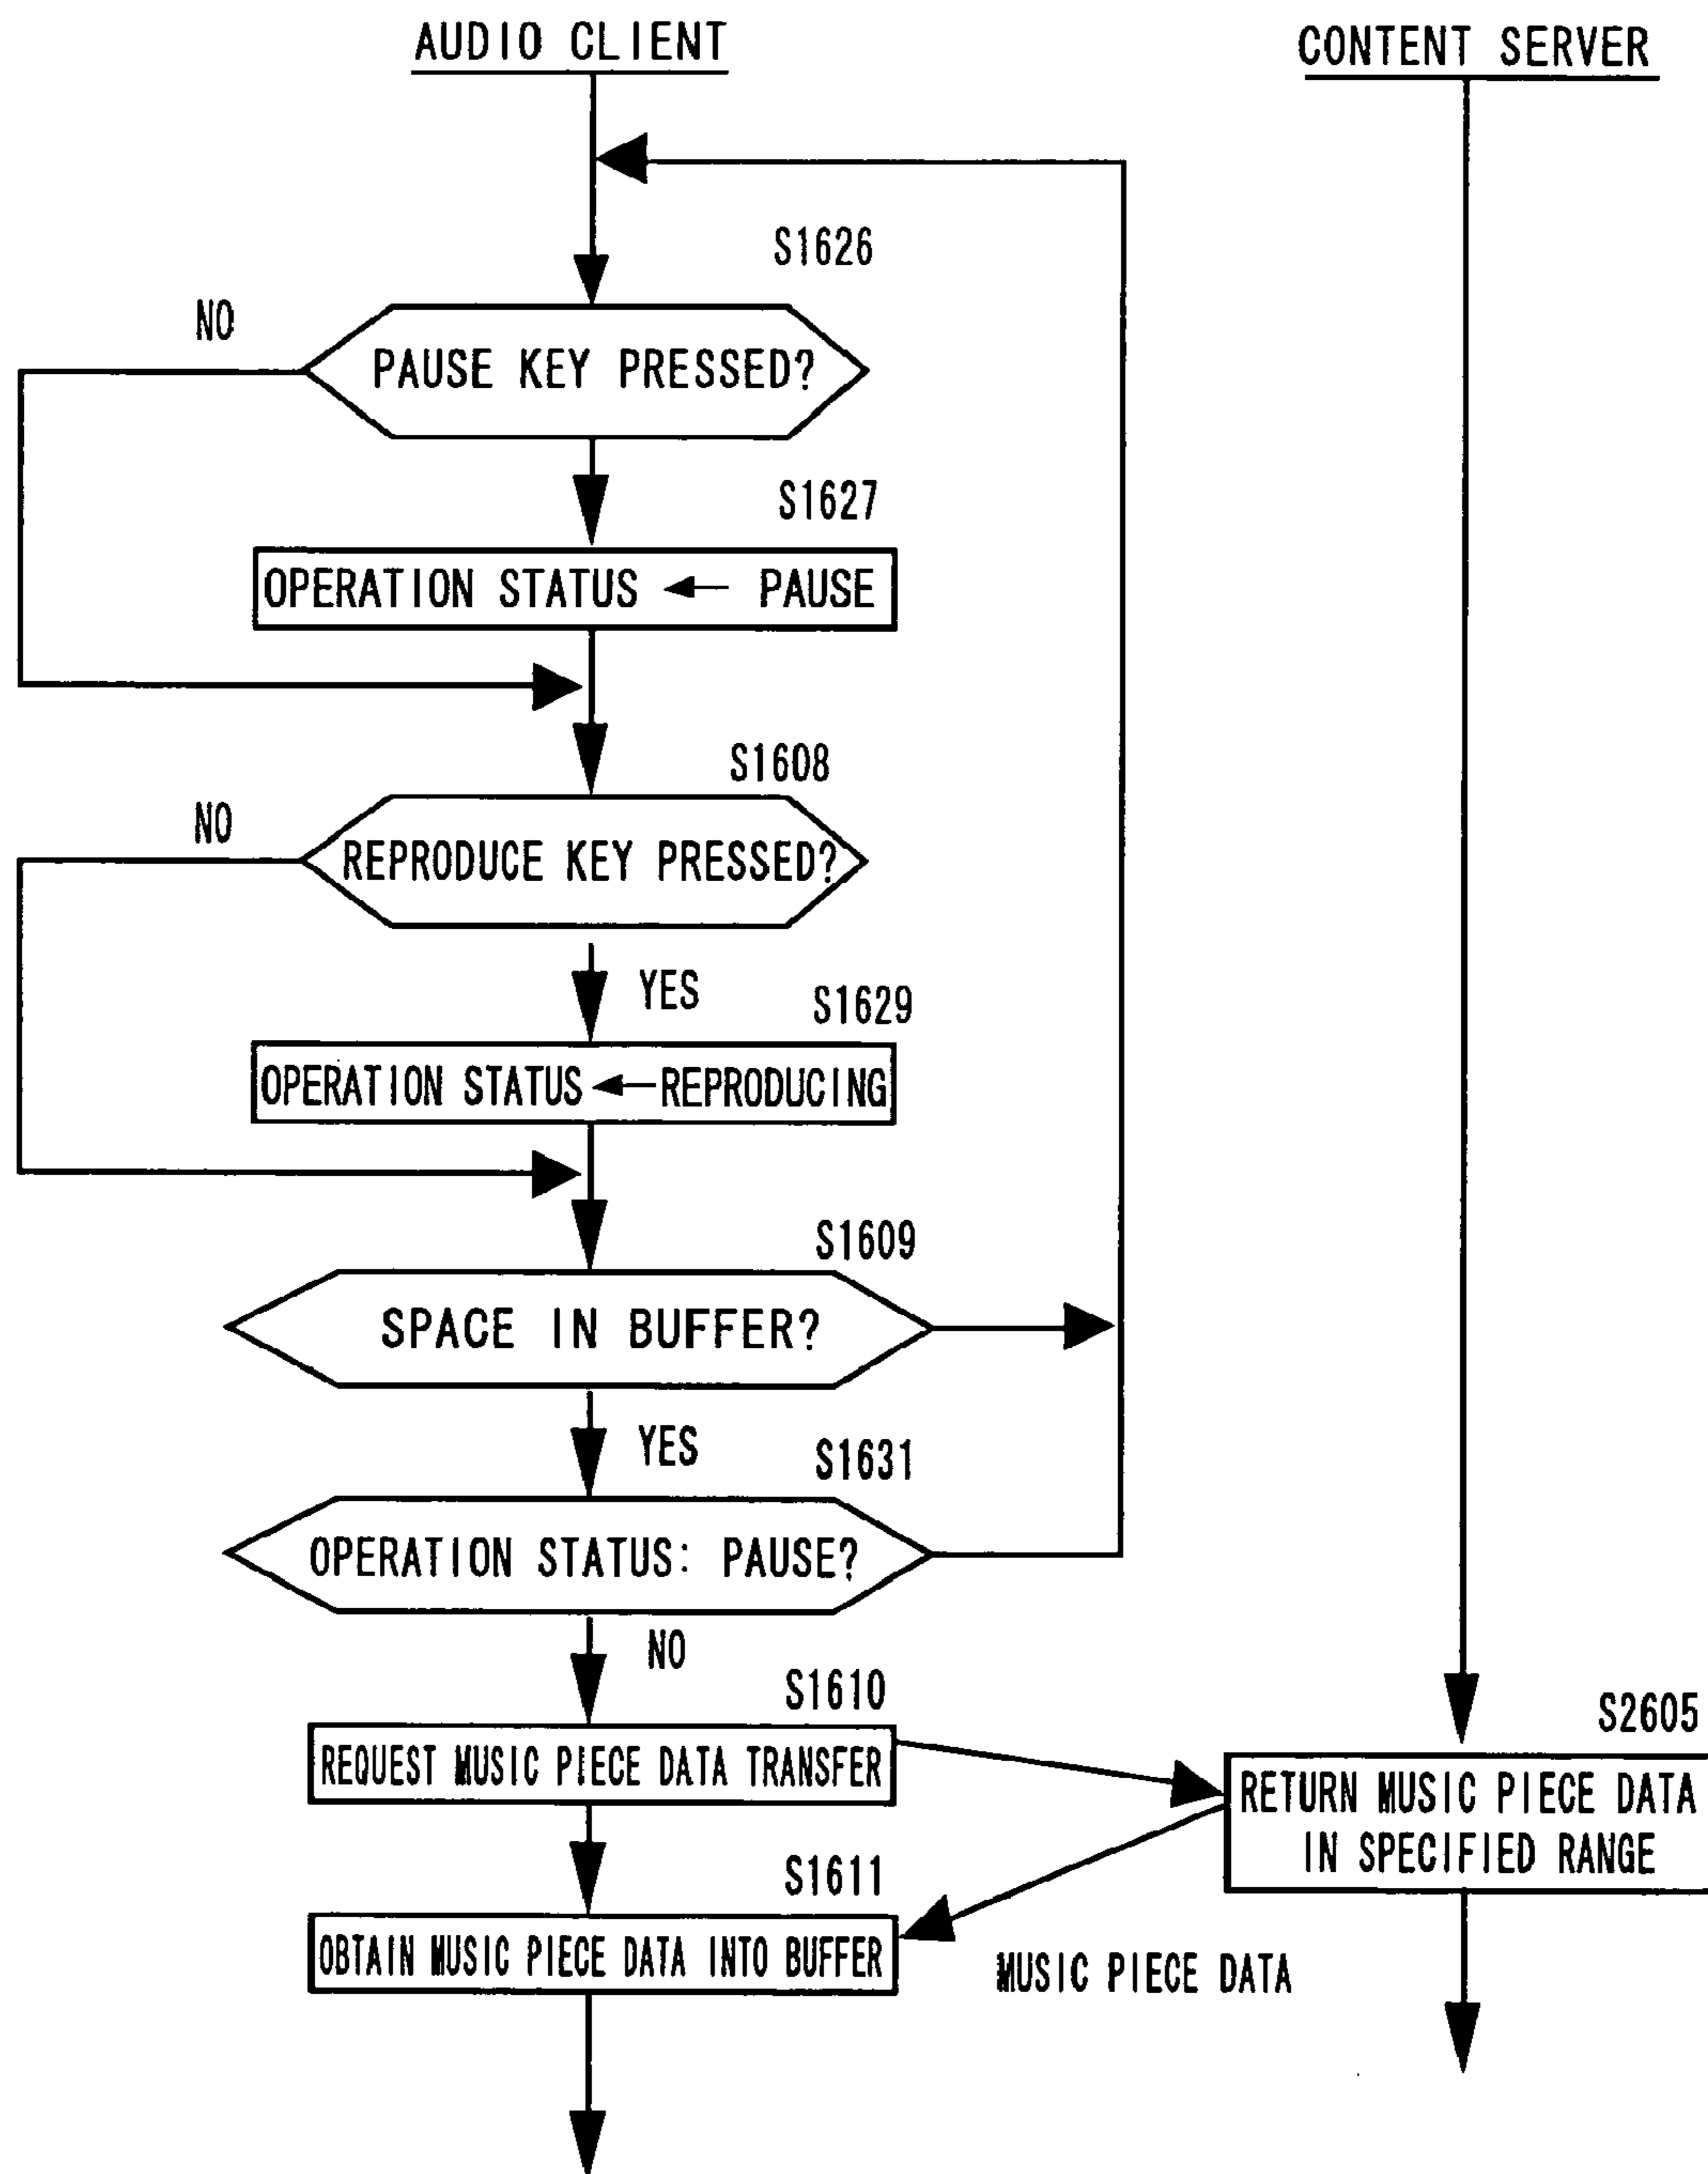 AUDIO CLIENT
CONTENT SERVER
S1626
NO
PAUSE KEY PRESSED?
S1627
OPERATION STATUS ← PAUSE
S1608
NO
REPRODUCE KEY PRESSED?
YES
S1629
OPERATION STATUS ← REPRODUCING
S1609
SPACE IN BUFFER?
YES
S1631
OPERATION STATUS: PAUSE?
NO
S1610
REQUEST MUSIC PIECE DATA TRANSFER
S2605
RETURN MUSIC PIECE DATA
IN SPECIFIED RANGE
S1611
OBTAIN MUSIC PIECE DATA INTO BUFFER
MUSIC PIECE DATA